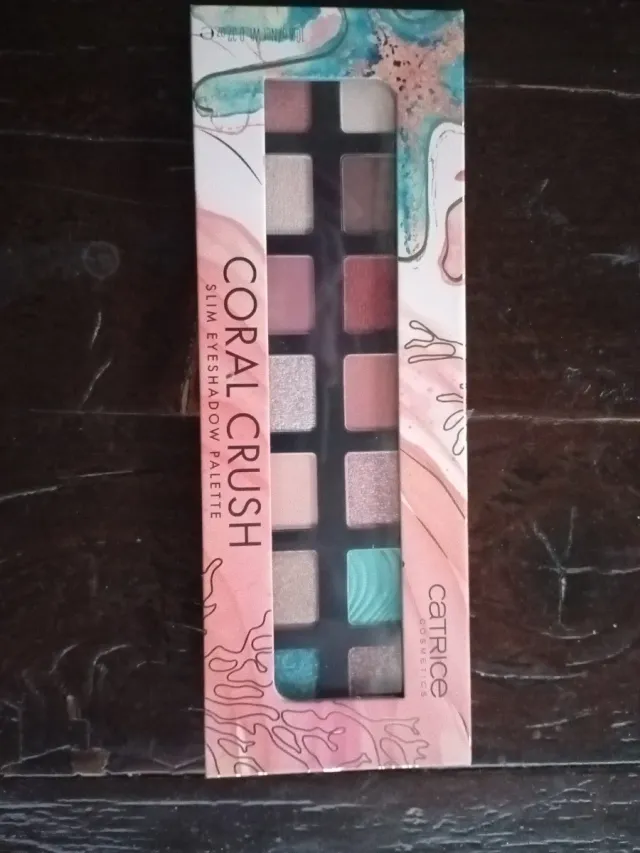 CORAL CRUSH
SLIM EYESHADOW PALETTE
CATRICE
COSMETICS